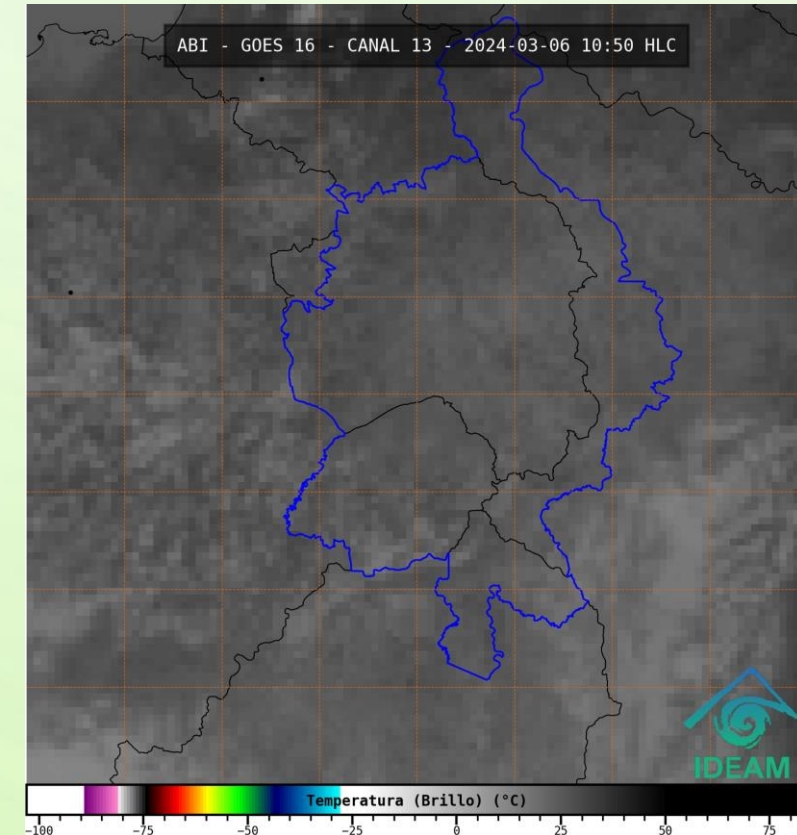 ABI - GOES 16 - CANAL 13 - 2024-03-06 10:50 HLC
IDEAM
Temperatura (Brillo) (°C)
-100 -75 -50 -25 0 25 50 75